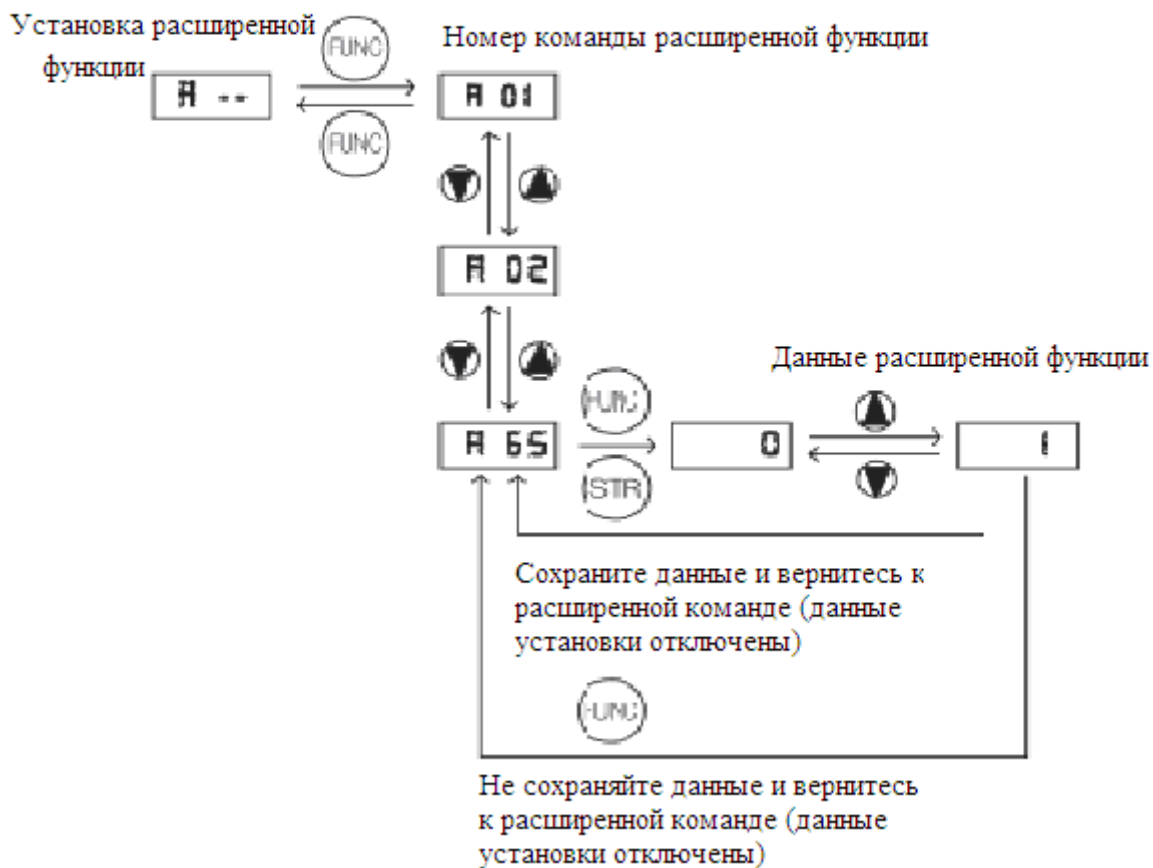 Установка расширенной
функции
FUNC
Номер команды расширенной функции
A --
A 01
FUNC
A 02
Данные расширенной функции
FUNC
A 65
0
1
STR
Сохраните данные и вернитесь к
расширенной команде (данные
установки отключены)
FUNC
Не сохраняйте данные и вернитесь
к расширенной команде (данные
установки отключены)